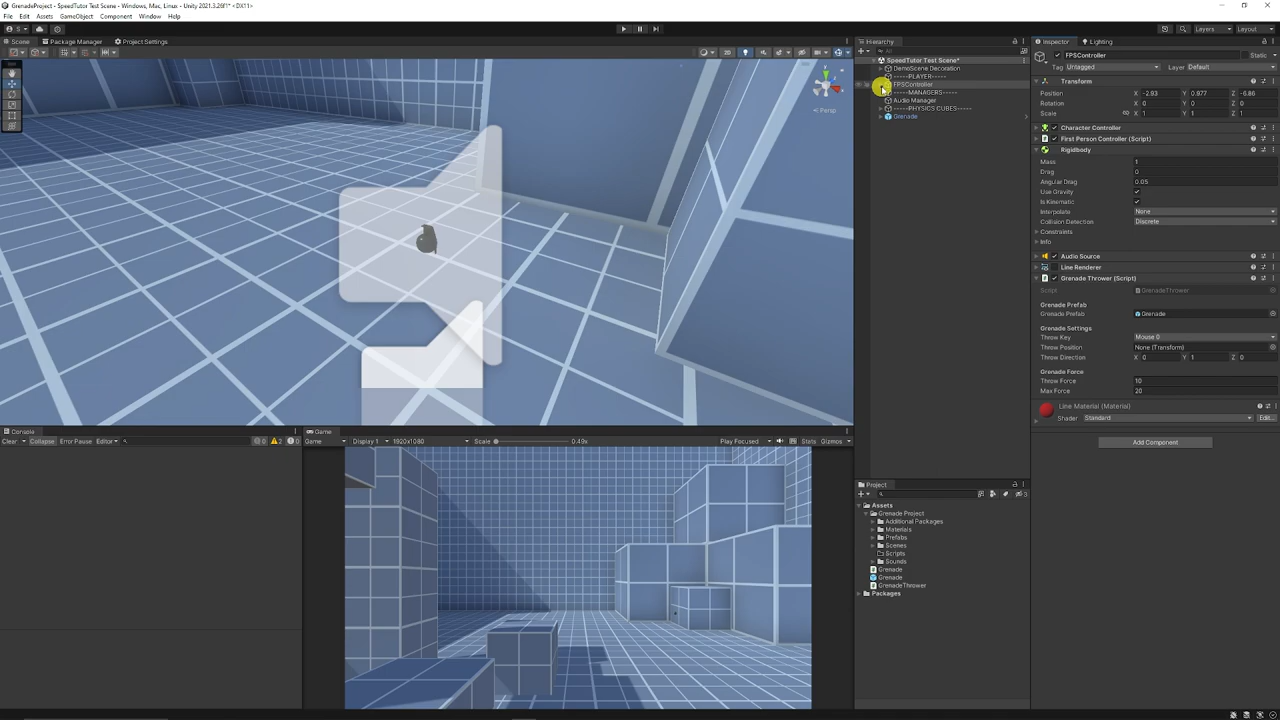 GrenadeProject - SpeedTutor Test Scene - Windows, Mac, Linux - Unity 2021.3.26f1* <DX11>
File Edit Assets GameObject Component Window Help
S
Layers Layout
Scene Package Manager Project Settings
2D
y
x
Persp
Hierarchy
All
SpeedTutor Test Scene*
DemoScene Decoration
-----PLAYER-----
FPSController
-----MANAGERS-----
Audio Manager
-----PHYSICS CUBES-----
Grenade
Inspector Lighting
FPSController Static
Tag Untagged Layer Default
Transform
Position X -2.93 Y 0.977 Z -6.86
Rotation X 0 Y 0 Z 0
Scale X 1 Y 1 Z 1
Character Controller
First Person Controller (Script)
Rigidbody
Mass 1
Drag 0
Angular Drag 0.05
Use Gravity
Is Kinematic
Interpolate None
Collision Detection Discrete
Constraints
Info
Audio Source
Line Renderer
Grenade Thrower (Script)
Script GrenadeThrower
Grenade Prefab
Grenade Prefab Grenade
Grenade Settings
Throw Key Mouse 0
Throw Position None (Transform)
Throw Direction X 0 Y 1 Z 0
Grenade Force
Throw Force 10
Max Force 20
Line Material (Material)
Shader Standard Edit...
Add Component
Console
Clear Collapse Error Pause Editor 0 2 0
Game
Game Display 1 1920x1080 Scale 0.49x Play Focused Stats Gizmos
Project
Assets
Grenade Project
Additional Packages
Materials
Prefabs
Scenes
Scripts
Sounds
Grenade
Grenade
GrenadeThrower
Packages